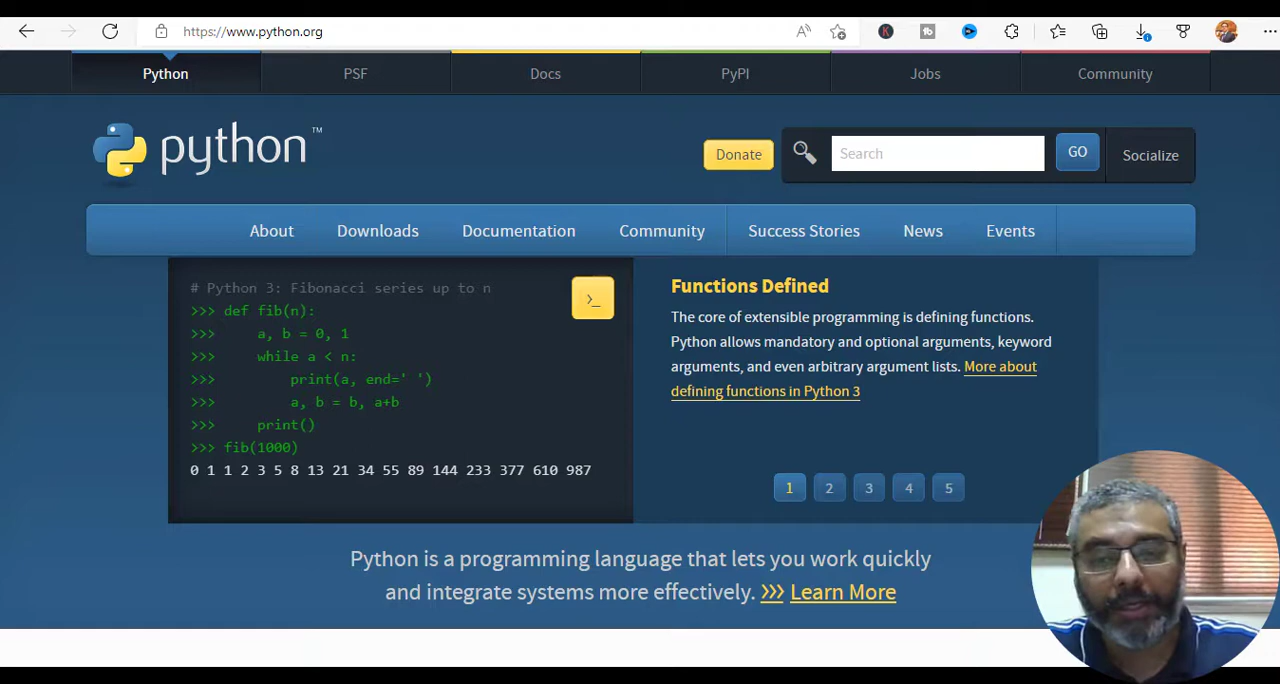 https://www.python.org
Python PSF Docs PyPI Jobs Community
python™
Donate
Search
GO
Socialize
About Downloads Documentation Community Success Stories News Events
# Python 3: Fibonacci series up to n
>>> def fib(n):
>>>     a, b = 0, 1
>>>     while a < n:
>>>         print(a, end=' ')
>>>         a, b = b, a+b
>>>     print()
>>> fib(1000)
0 1 1 2 3 5 8 13 21 34 55 89 144 233 377 610 987
>_
Functions Defined
The core of extensible programming is defining functions.
Python allows mandatory and optional arguments, keyword
arguments, and even arbitrary argument lists. More about
defining functions in Python 3
1 2 3 4 5
Python is a programming language that lets you work quickly
and integrate systems more effectively. >>> Learn More